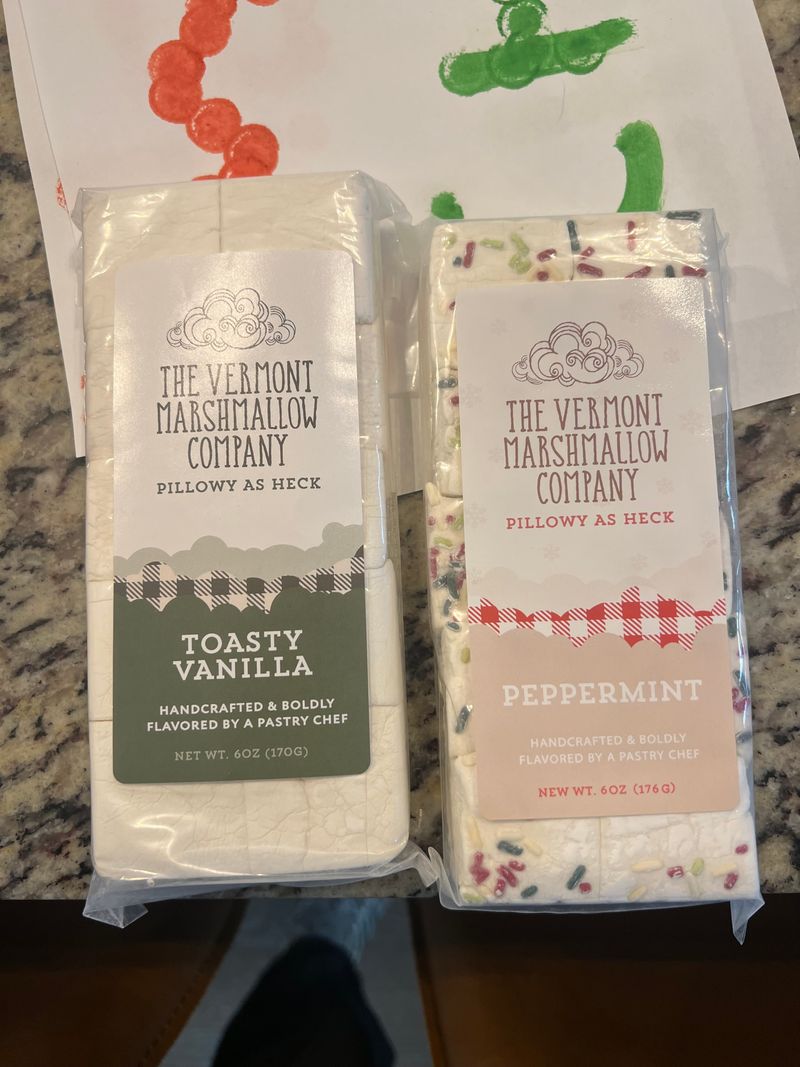 THE VERMONT
MARSHMALLOW
COMPANY
PILLOWY AS HECK
TOASTY
VANILLA
HANDCRAFTED & BOLDLY
FLAVORED BY A PASTRY CHEF
NET WT. 6OZ (170G)
THE VERMONT
MARSHMALLOW
COMPANY
PILLOWY AS HECK
PEPPERMINT
HANDCRAFTED & BOLDLY
FLAVORED BY A PASTRY CHEF
NEW WT. 6OZ (176G)